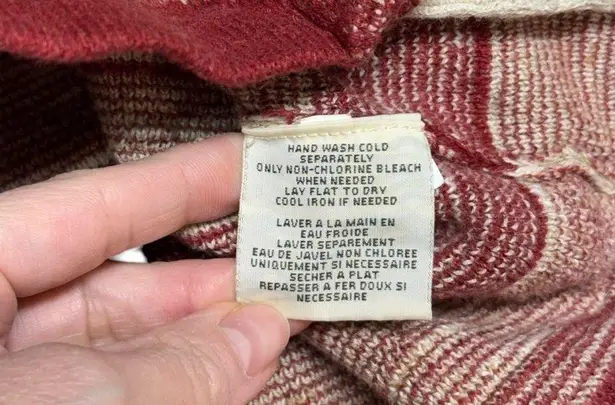 HAND WASH COLD
SEPARATELY
ONLY NON-CHLORINE BLEACH
WHEN NEEDED
LAY FLAT TO DRY
COOL IRON IF NEEDED
LAVER A LA MAIN EN
EAU FROIDE
LAVER SEPAREMENT
EAU DE JAVEL NON CHLOREE
UNIQUEMENT SI NECESSAIRE
SECHER A PLAT
REPASSER A FER DOUX SI
NECESSAIRE